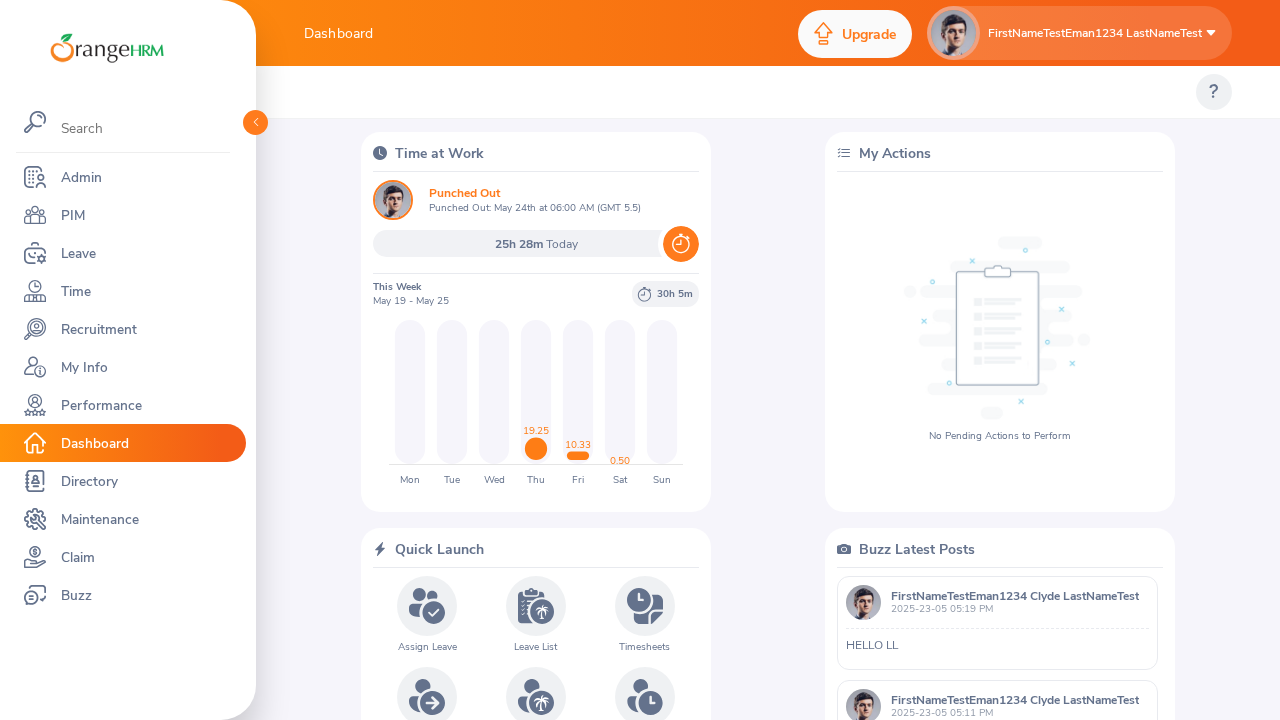 OrangeHRM
Dashboard
Upgrade
FirstNameTestEman1234 LastNameTest
?
Search
Admin
PIM
Leave
Time
Recruitment
My Info
Performance
Dashboard
Directory
Maintenance
Claim
Buzz
Time at Work
Punched Out
Punched Out: May 24th at 06:00 AM (GMT 5.5)
25h 28m Today
This Week
May 19 - May 25
30h 5m
19.25
10.33
0.50
Mon Tue Wed Thu Fri Sat Sun
My Actions
No Pending Actions to Perform
Quick Launch
Assign Leave
Leave List
Timesheets
Buzz Latest Posts
FirstNameTestEman1234 Clyde LastNameTest
2025-23-05 05:19 PM
HELLO LL
FirstNameTestEman1234 Clyde LastNameTest
2025-23-05 05:11 PM